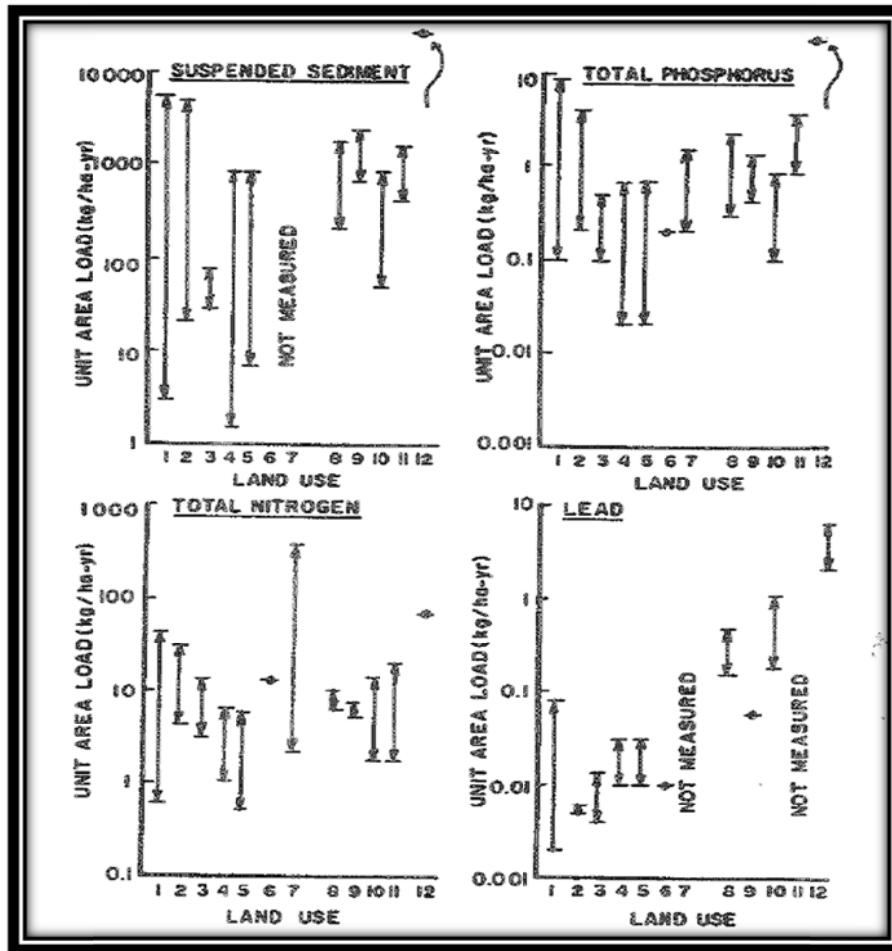 SUSPENDED SEDIMENT
UNIT AREA LOAD (kg/ha-yr)
10 000
1000
100
10
1
NOT MEASURED
1 2 3 4 5 6 7 8 9 10 11 12
LAND USE
TOTAL PHOSPHORUS
UNIT AREA LOAD (kg/ha-yr)
10
1
0.1
0.01
0.001
1 2 3 4 5 6 7 8 9 10 11 12
LAND USE
TOTAL NITROGEN
UNIT AREA LOAD (kg/ha-yr)
1000
100
10
1
0.1
1 2 3 4 5 6 7 8 9 10 11 12
LAND USE
LEAD
UNIT AREA LOAD (kg/ha-yr)
10
1
0.1
0.01
0.001
NOT MEASURED
NOT MEASURED
1 2 3 4 5 6 7 8 9 10 11 12
LAND USE